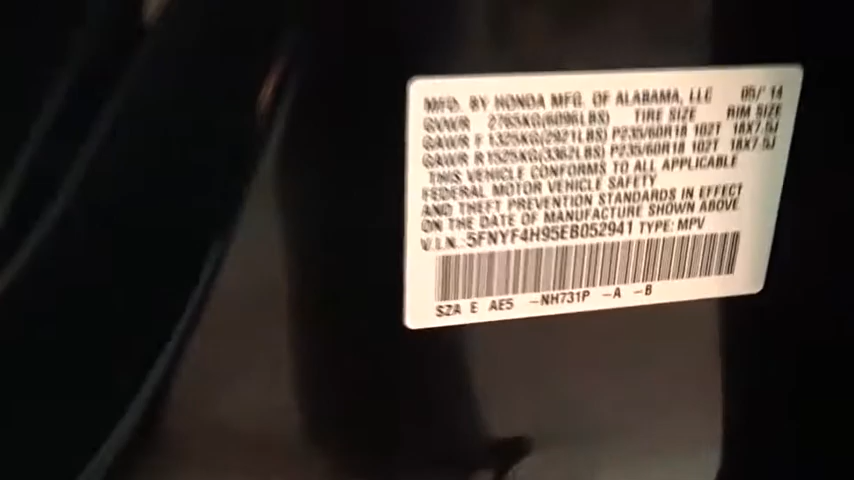 MFD. BY HONDA MFG. OF ALABAMA, LLC 05/'14
GVWR 2765KG(6096LBS) TIRE SIZE RIM SIZE
GAWR F 1325KG(2921LBS) P235/60R18 102T 18X7.5J
GAWR R 1525KG(3362LBS) P235/60R18 102T 18X7.5J
THIS VEHICLE CONFORMS TO ALL APPLICABLE
FEDERAL MOTOR VEHICLE SAFETY
AND THEFT PREVENTION STANDARDS IN EFFECT
ON THE DATE OF MANUFACTURE SHOWN ABOVE
V.I.N.:5FNYF4H95EB052941 TYPE: MPV
SZA E AE5 -NH731P -A -B